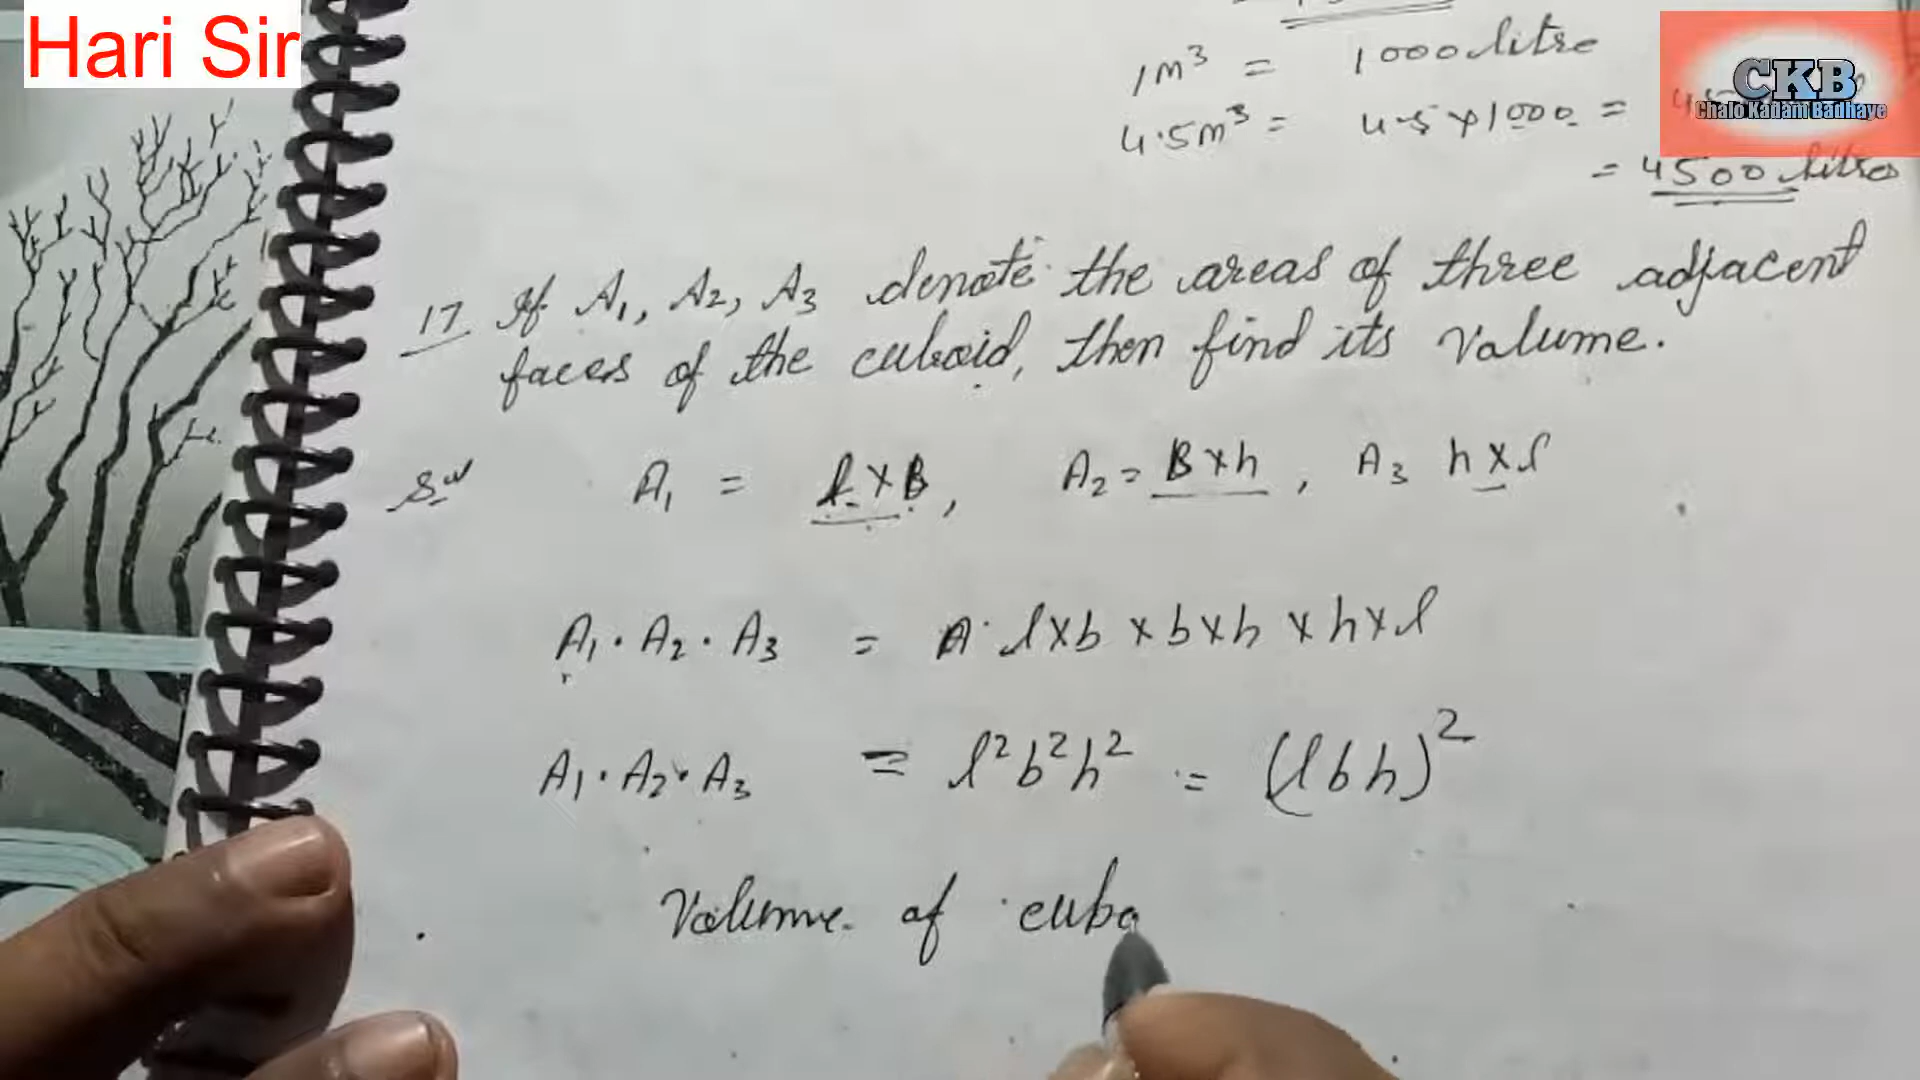 Hari Sir
1m³ = 1000 litre
CKB
Chalo Kadam Badhaye
4.5m³ = 4.5 × 1000 =
= 4500 litres
17 If A₁, A₂, A₃ denote the areas of three adjacent
faces of the cuboid, then find its Volume.
Sol A₁ = l×B, A₂ = B×h, A₃ h×l
A₁ · A₂ · A₃ = A · l×b × b×h × h×l
A₁ · A₂ · A₃ = l²b²h² = (lbh)²
Volume of cubo